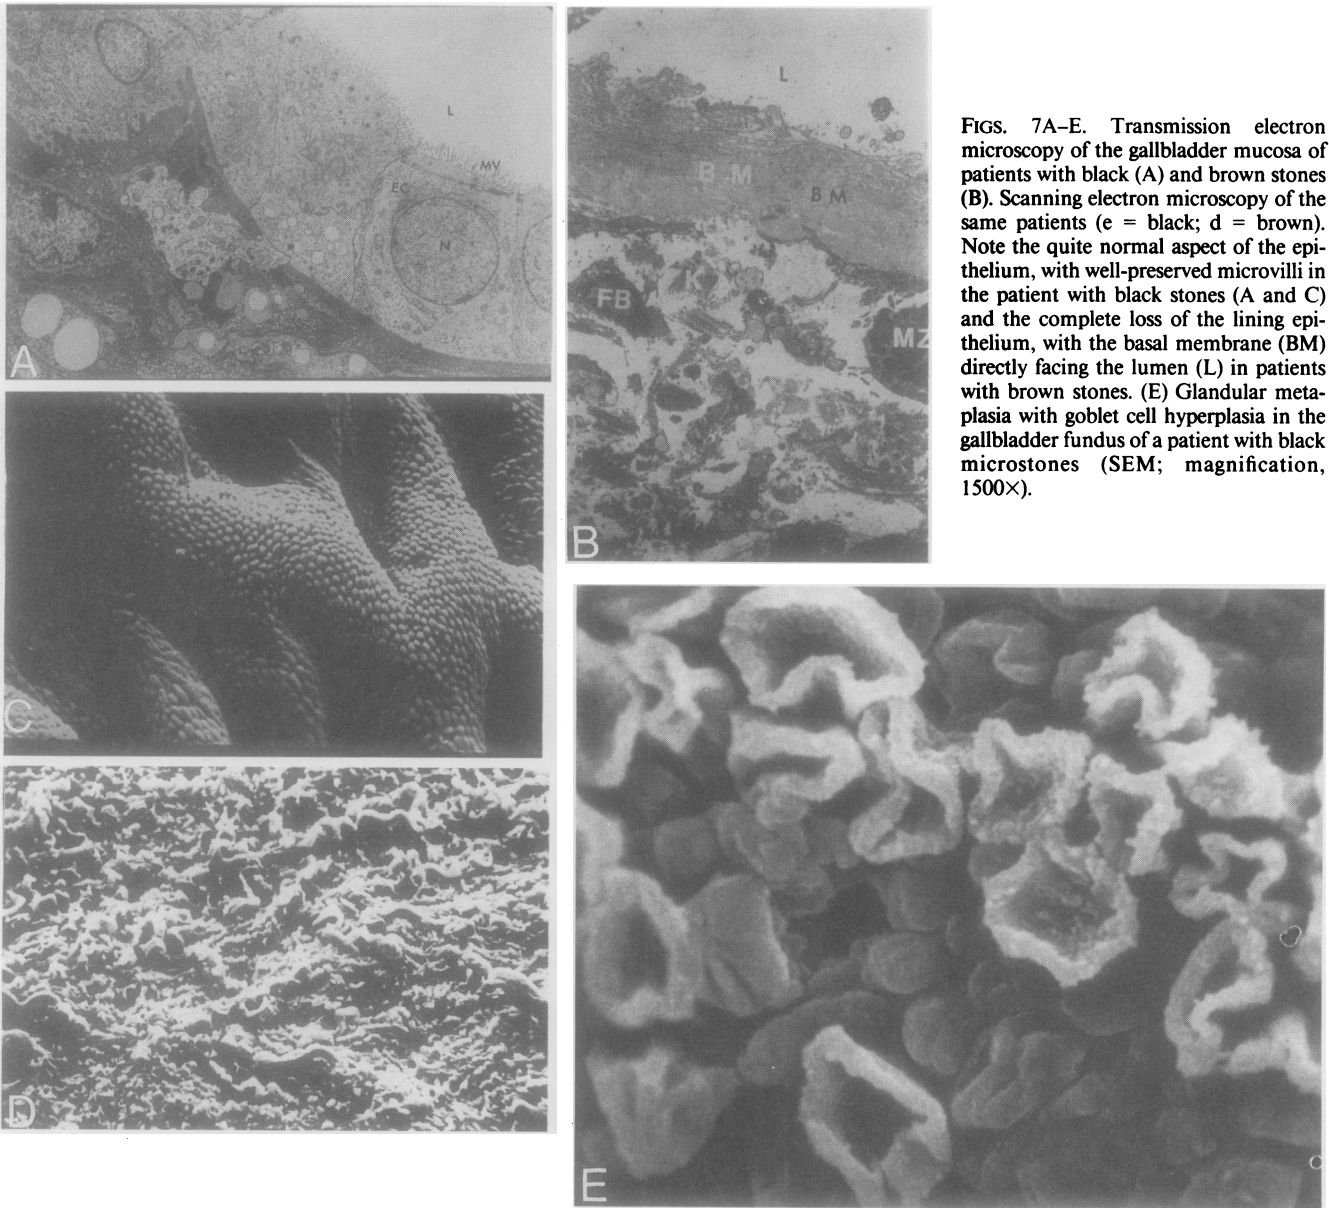 L
MV
EC
N
A
L
BM
BM
FB
K
MZ
B
FIGS. 7A–E. Transmission electron
microscopy of the gallbladder mucosa of
patients with black (A) and brown stones
(B). Scanning electron microscopy of the
same patients (e = black; d = brown).
Note the quite normal aspect of the epi-
thelium, with well-preserved microvilli in
the patient with black stones (A and C)
and the complete loss of the lining epi-
thelium, with the basal membrane (BM)
directly facing the lumen (L) in patients
with brown stones. (E) Glandular meta-
plasia with goblet cell hyperplasia in the
gallbladder fundus of a patient with black
microstones (SEM; magnification,
1500×).
C
D
E